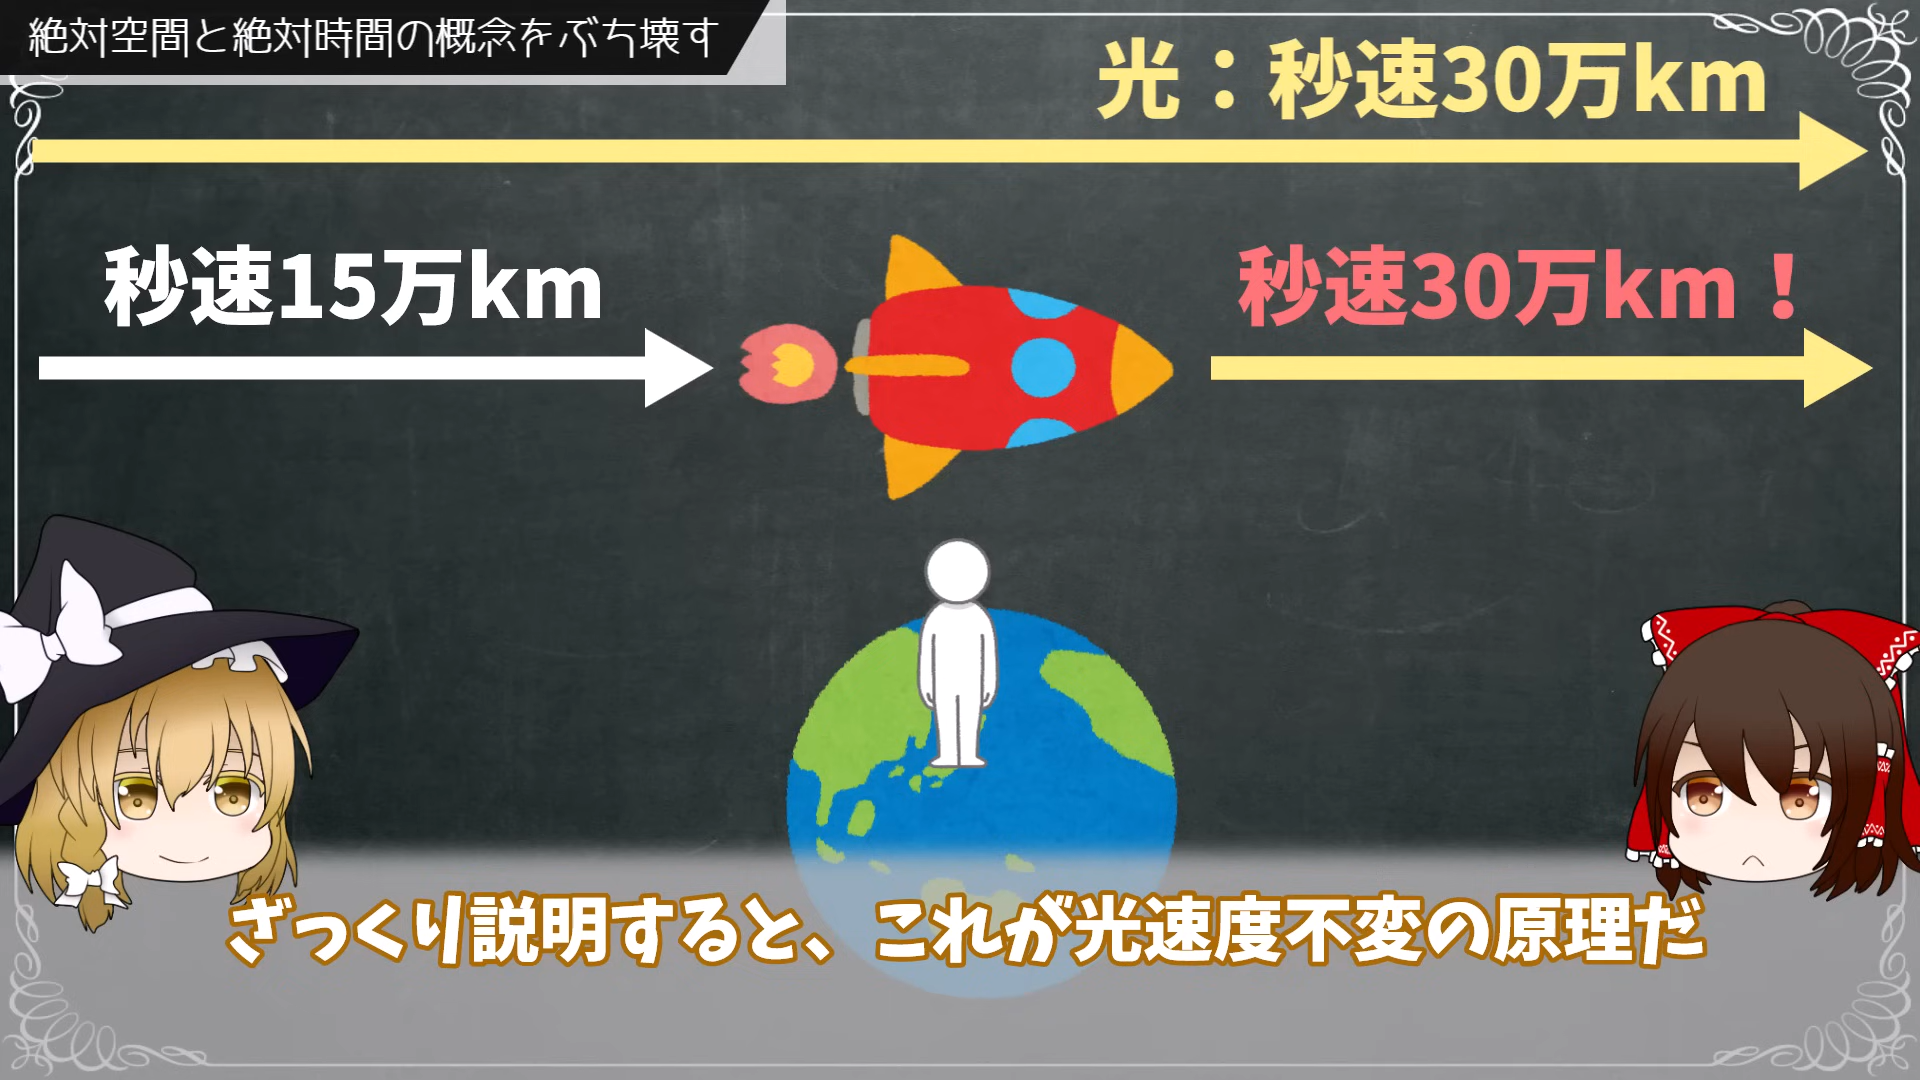 絶対空間と絶対時間の概念をぶち壊す
光：秒速30万km
秒速15万km
秒速30万km！
ざっくり説明すると、これが光速度不変の原理だ